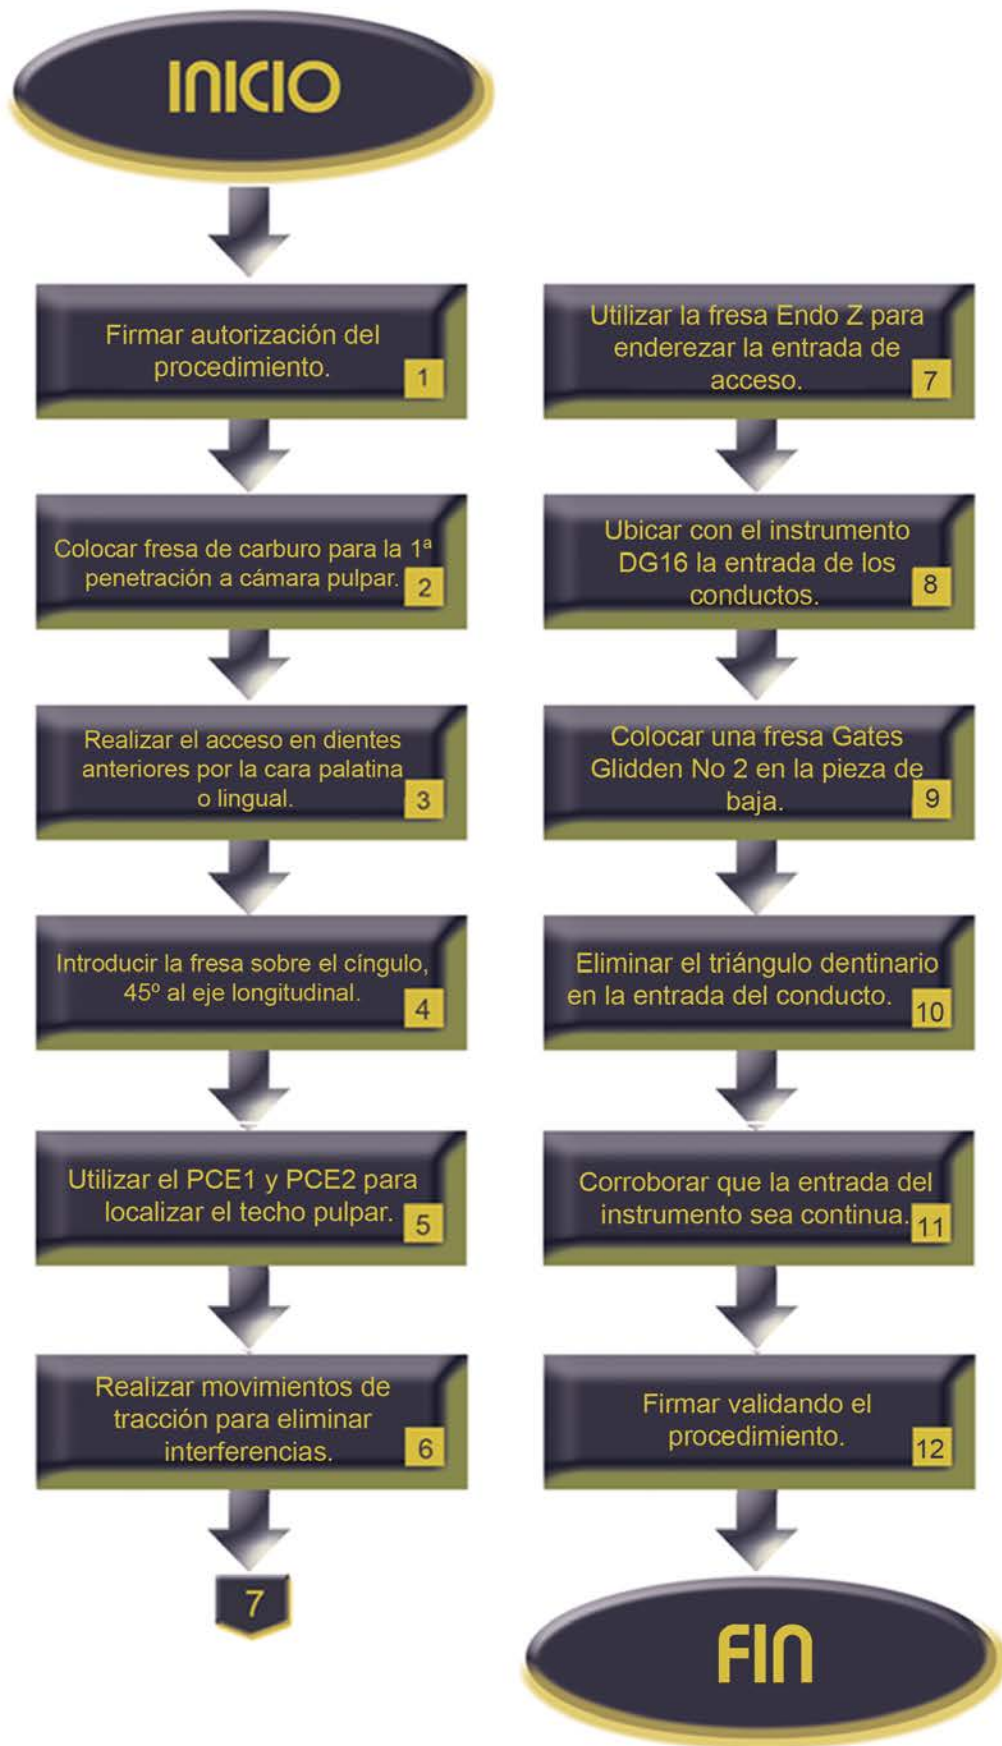 INICIO
Firmar autorización del
procedimiento.
1
Colocar fresa de carburo para la 1ª
penetración a cámara pulpar.
2
Realizar el acceso en dientes
anteriores por la cara palatina
o lingual.
3
Introducir la fresa sobre el cíngulo,
45º al eje longitudinal.
4
Utilizar el PCE1 y PCE2 para
localizar el techo pulpar.
5
Realizar movimientos de
tracción para eliminar
interferencias.
6
7
Utilizar la fresa Endo Z para
enderezar la entrada de
acceso.
7
Ubicar con el instrumento
DG16 la entrada de los
conductos.
8
Colocar una fresa Gates
Glidden No 2 en la pieza de
baja.
9
Eliminar el triángulo dentinario
en la entrada del conducto.
10
Corroborar que la entrada del
instrumento sea continua.
11
Firmar validando el
procedimiento.
12
FIN